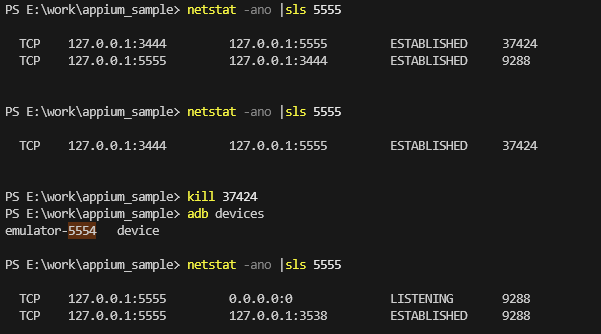 PS E:\work\appium_sample> netstat -ano |sls 5555
TCP 127.0.0.1:3444 127.0.0.1:5555 ESTABLISHED 37424
TCP 127.0.0.1:5555 127.0.0.1:3444 ESTABLISHED 9288
PS E:\work\appium_sample> netstat -ano |sls 5555
TCP 127.0.0.1:3444 127.0.0.1:5555 ESTABLISHED 37424
PS E:\work\appium_sample> kill 37424
PS E:\work\appium_sample> adb devices
emulator-5554 device
PS E:\work\appium_sample> netstat -ano |sls 5555
TCP 127.0.0.1:5555 0.0.0.0:0 LISTENING 9288
TCP 127.0.0.1:5555 127.0.0.1:3538 ESTABLISHED 9288